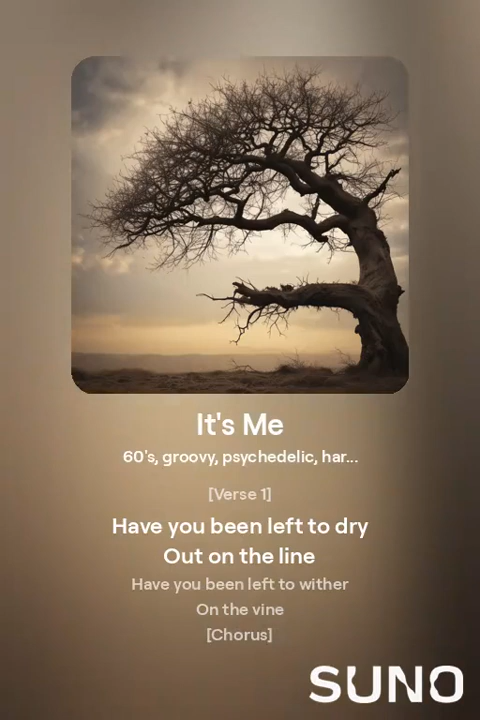 It's Me
60's, groovy, psychedelic, har...
[Verse 1]
Have you been left to dry
Out on the line
Have you been left to wither
On the vine
[Chorus]
SUNO